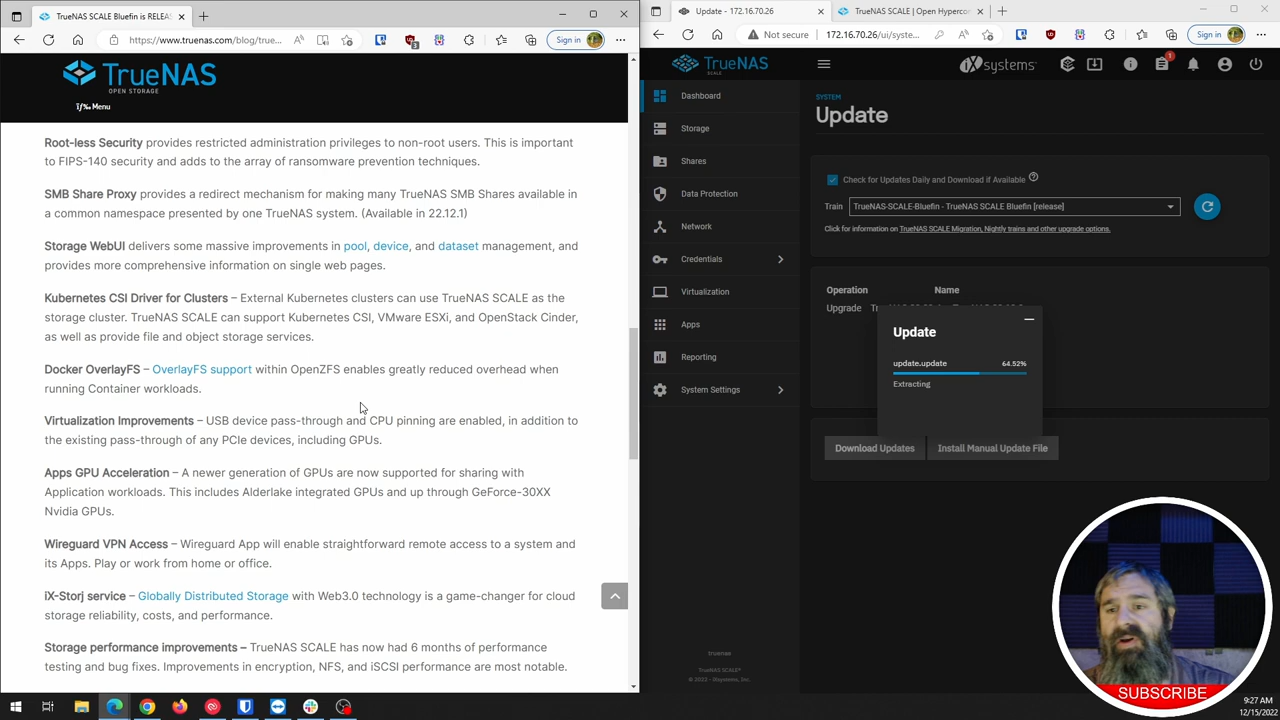 TrueNAS SCALE Bluefin is RELEA
Update - 172.16.70.26
TrueNAS SCALE | Open Hyperco
https://www.truenas.com/blog/true...
Sign in
Not secure
172.16.70.26/ui/syste...
Sign in
TrueNAS
OPEN STORAGE
Menu
Root-less Security provides restricted administration privileges to non-root users. This is important
to FIPS-140 security and adds to the array of ransomware prevention techniques.
SMB Share Proxy provides a redirect mechanism for making many TrueNAS SMB Shares available in
a common namespace presented by one TrueNAS system. (Available in 22.12.1)
Storage WebUI delivers some massive improvements in pool, device, and dataset management, and
provides more comprehensive information on single web pages.
Kubernetes CSI Driver for Clusters – External Kubernetes clusters can use TrueNAS SCALE as the
storage cluster. TrueNAS SCALE can support Kubernetes CSI, VMware ESXi, and OpenStack Cinder,
as well as provide file and object storage services.
Docker OverlayFS – OverlayFS support within OpenZFS enables greatly reduced overhead when
running Container workloads.
Virtualization Improvements – USB device pass-through and CPU pinning are enabled, in addition to
the existing pass-through of any PCIe devices, including GPUs.
Apps GPU Acceleration – A newer generation of GPUs are now supported for sharing with
Application workloads. This includes Alderlake integrated GPUs and up through GeForce-30XX
Nvidia GPUs.
Wireguard VPN Access – Wireguard App will enable straightforward remote access to a system and
its Apps. Play or work from home or office.
iX-Storj service – Globally Distributed Storage with Web3.0 technology is a game-changer for cloud
storage reliability, costs, and performance.
Storage performance improvements – TrueNAS SCALE has now had 6 months of performance
testing and bug fixes. Improvements in encryption, NFS, and iSCSI performance are most notable.
TrueNAS
SCALE
iXsystems
1
Dashboard
Storage
Shares
Data Protection
Network
Credentials
Virtualization
Apps
Reporting
System Settings
truenas
TrueNAS SCALE®
© 2022 - iXsystems, Inc.
SYSTEM
Update
Check for Updates Daily and Download if Available
Train
TrueNAS-SCALE-Bluefin - TrueNAS SCALE Bluefin [release]
Click for information on TrueNAS SCALE Migration, Nightly trains and other upgrade options.
Operation
Name
Upgrade
Update
update.update
64.52%
Extracting
Download Updates
Install Manual Update File
SUBSCRIBE
9:27 AM
12/15/2022